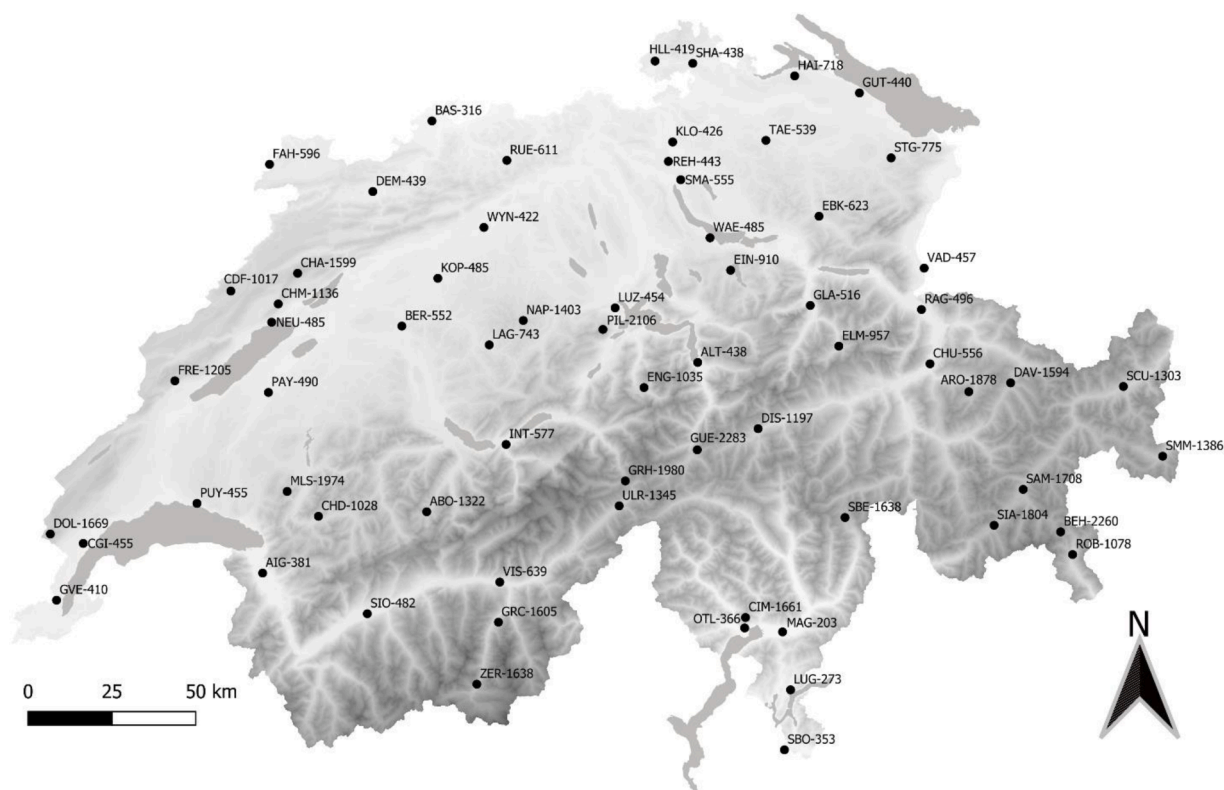 HLL-419
SHA-438
HAI-718
GUT-440
BAS-316
KLO-426
TAE-539
RUE-611
STG-775
FAH-596
REH-443
DEM-439
SMA-555
EBK-623
WYN-422
WAE-485
VAD-457
CHA-1599
KOP-485
EIN-910
CDF-1017
CHM-1136
LUZ-454
GLA-516
RAG-496
NEU-485
BER-552
NAP-1403
PIL-2106
LAG-743
ELM-957
ALT-438
CHU-556
FRE-1205
PAY-490
ENG-1035
ARO-1878
DAV-1594
SCU-1303
DIS-1197
INT-577
GUE-2283
SMM-1386
GRH-1980
MLS-1974
SAM-1708
PUY-455
CHD-1028
ABO-1322
ULR-1345
SBE-1638
DOL-1669
SIA-1804
BEH-2260
CGI-455
ROB-1078
AIG-381
VIS-639
GVE-410
SIO-482
GRC-1605
CIM-1661
OTL-366
MAG-203
N
ZER-1638
LUG-273
0 25 50 km
SBO-353